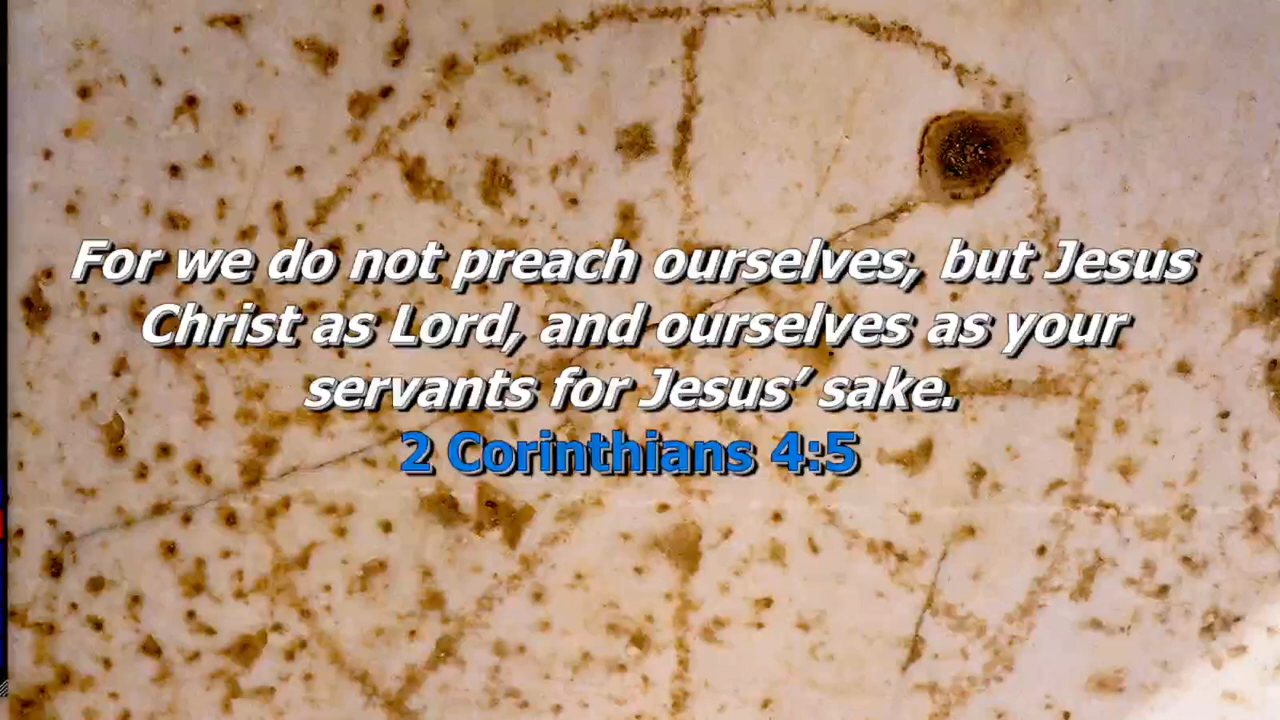 For we do not preach ourselves, but Jesus
Christ as Lord, and ourselves as your
servants for Jesus’ sake.
2 Corinthians 4:5